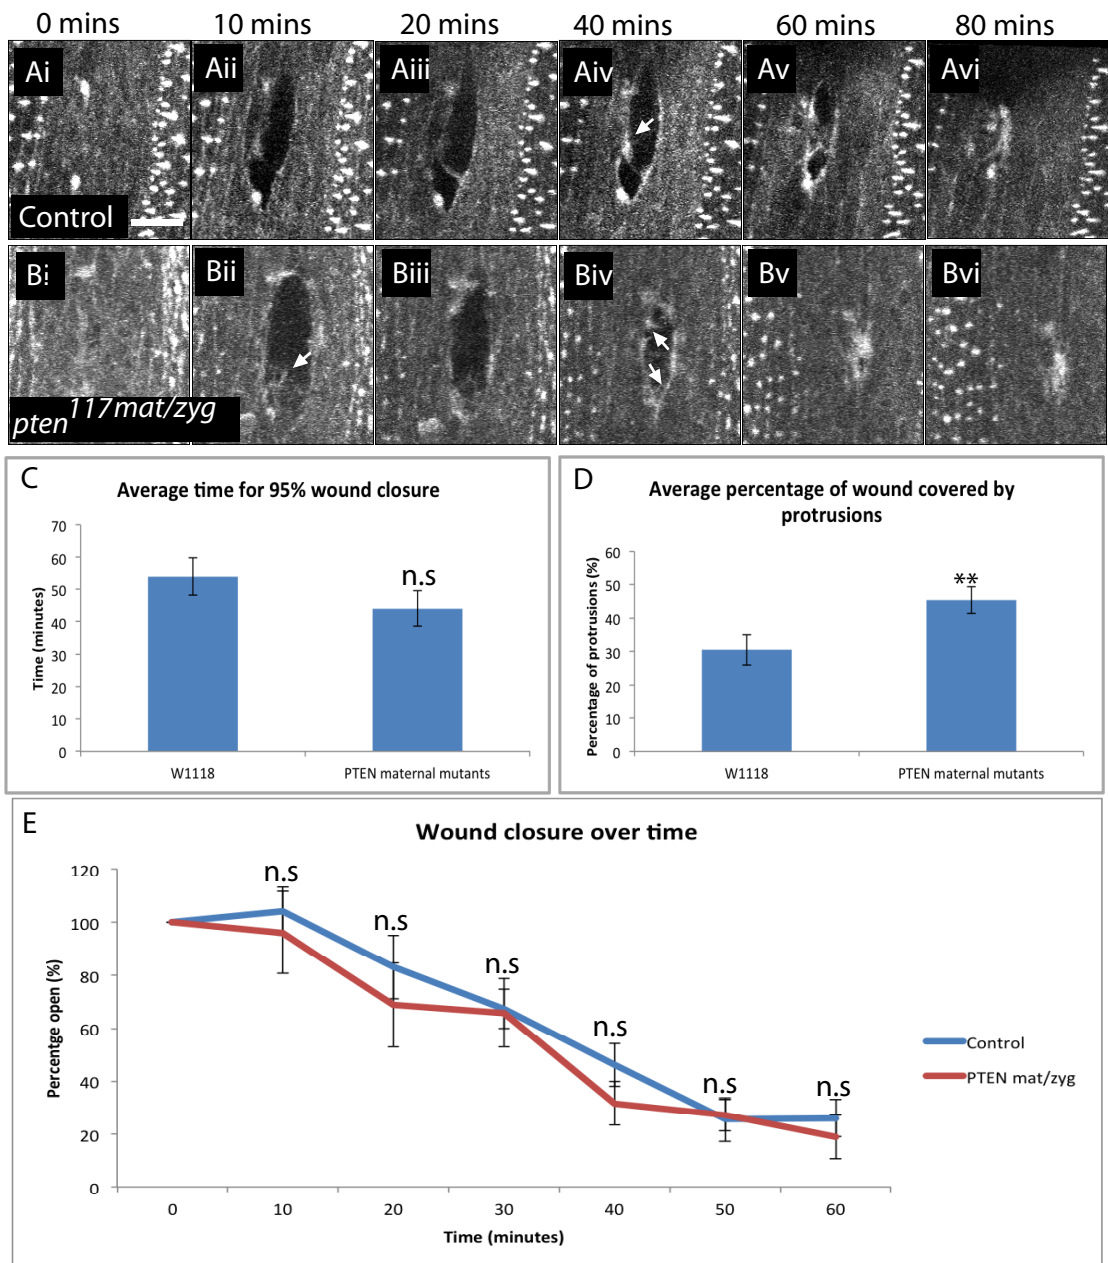 0 mins 10 mins 20 mins 40 mins 60 mins 80 mins
Ai Aii Aiii Aiv Av Avi
Control
Bi Bii Biii Biv Bv Bvi
pten117mat/zyg
C
Average time for 95% wound closure
Time (minutes)
70
60
50
40
30
20
10
0
n.s
W1118 PTEN maternal mutants
D
Average percentage of wound covered by
protrusions
Percentage of protrusions (%)
60
50
40
30
20
10
0
**
W1118 PTEN maternal mutants
E
Wound closure over time
Percentge open (%)
120
100
80
60
40
20
0
n.s n.s n.s n.s n.s n.s
0 10 20 30 40 50 60
Time (minutes)
Control
PTEN mat/zyg